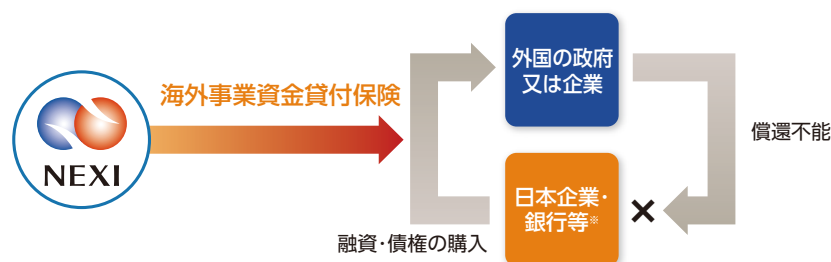 海外事業資金貸付保険
NEXI
外国の政府
又は企業
償還不能
日本企業・
銀行等※
融資・債権の購入